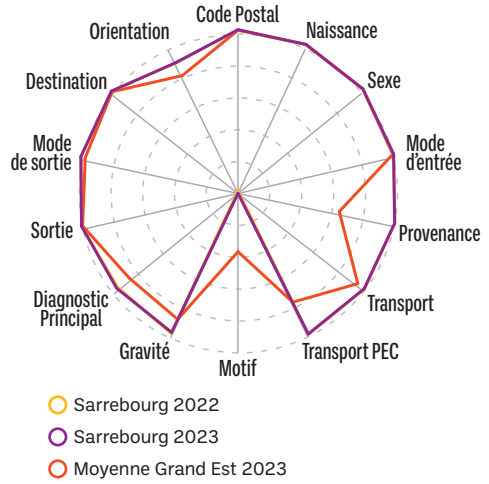 Code Postal
Naissance
Sexe
Mode
d'entrée
Provenance
Transport
Transport PEC
Motif
Gravité
Diagnostic
Principal
Sortie
Mode
de sortie
Destination
Orientation
Sarrebourg 2022
Sarrebourg 2023
Moyenne Grand Est 2023